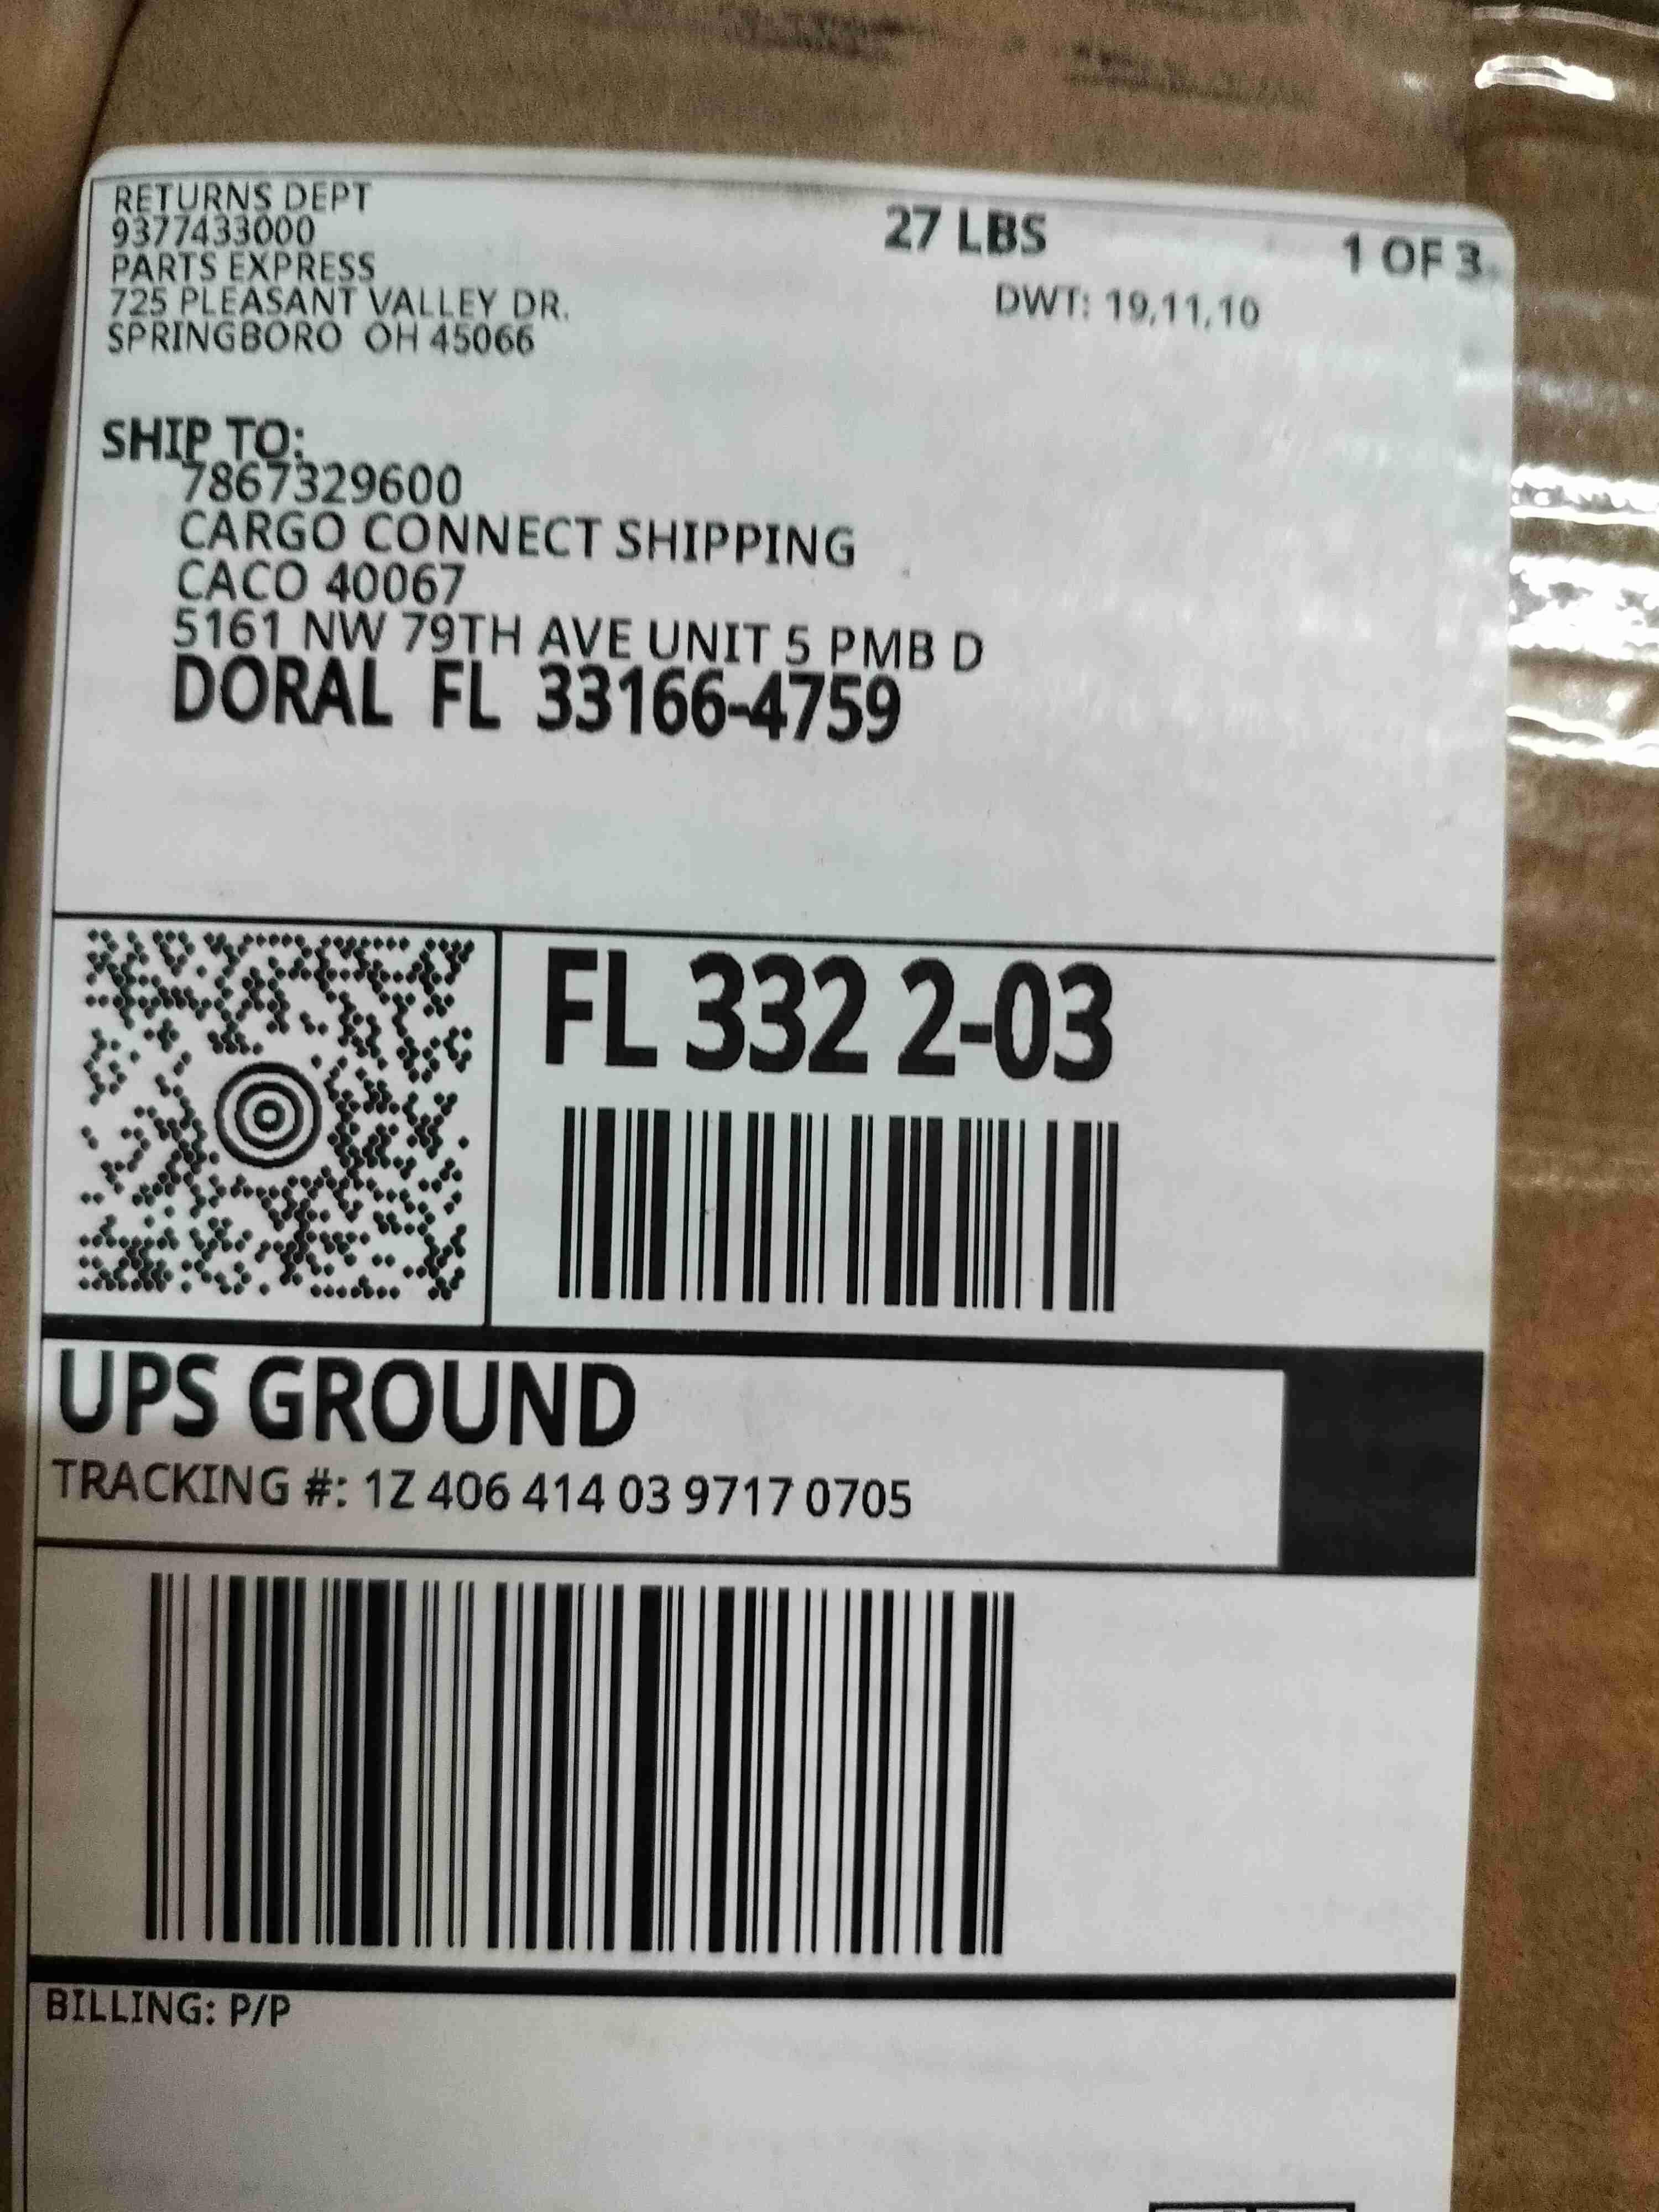 RETURNS DEPT
9377433000
PARTS EXPRESS
725 PLEASANT VALLEY DR.
SPRINGBORO OH 45066
27 LBS
1 OF 3
DWT: 19,11,10
SHIP TO:
7867329600
CARGO CONNECT SHIPPING
CACO 40067
5161 NW 79TH AVE UNIT 5 PMB D
DORAL FL 33166-4759
FL 332 2-03
UPS GROUND
TRACKING #: 1Z 406 414 03 9717 0705
BILLING: P/P